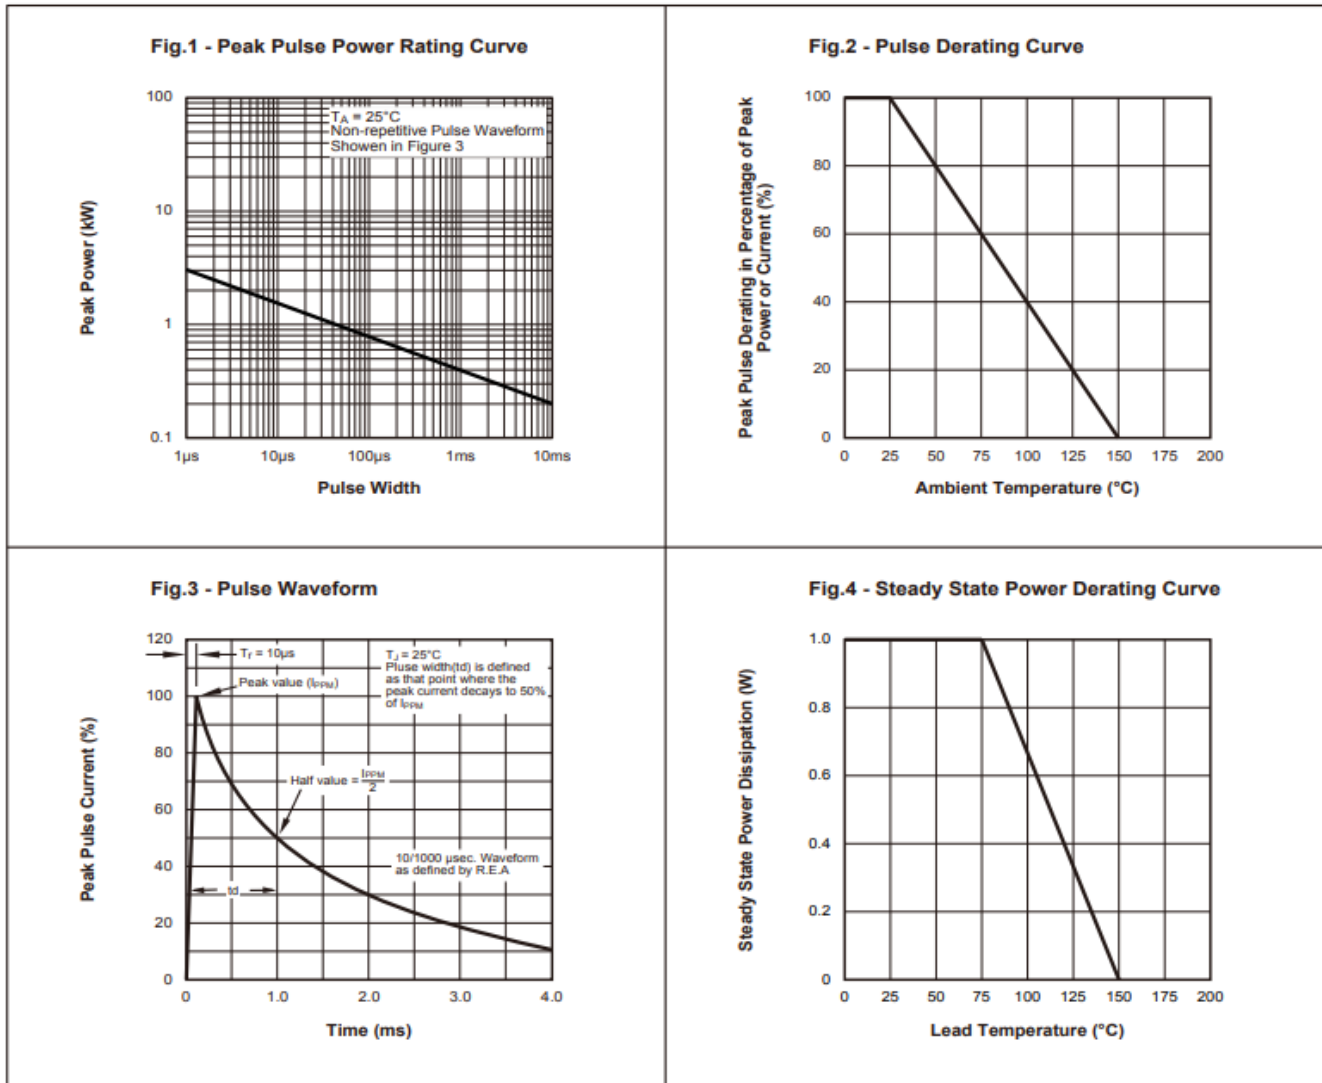 Fig.1 - Peak Pulse Power Rating Curve
Peak Power (kW)
100
10
1
0.1
TA = 25°C
Non-repetitive Pulse Waveform
Showen in Figure 3
1µs 10µs 100µs 1ms 10ms
Pulse Width
Fig.2 - Pulse Derating Curve
Peak Pulse Derating in Percentage of Peak
Power or Current (%)
100
80
60
40
20
0
0 25 50 75 100 125 150 175 200
Ambient Temperature (°C)
Fig.3 - Pulse Waveform
Peak Pulse Current (%)
120
100
80
60
40
20
0
Tr = 10µs
Peak value (IPPM)
TJ = 25°C
Pluse width(td) is defined
as that point where the
peak current decays to 50%
of IPPM
Half value = IPPM
2
10/1000 µsec. Waveform
as defined by R.E.A
td
0 1.0 2.0 3.0 4.0
Time (ms)
Fig.4 - Steady State Power Derating Curve
Steady State Power Dissipation (W)
1.0
0.8
0.6
0.4
0.2
0
0 25 50 75 100 125 150 175 200
Lead Temperature (°C)